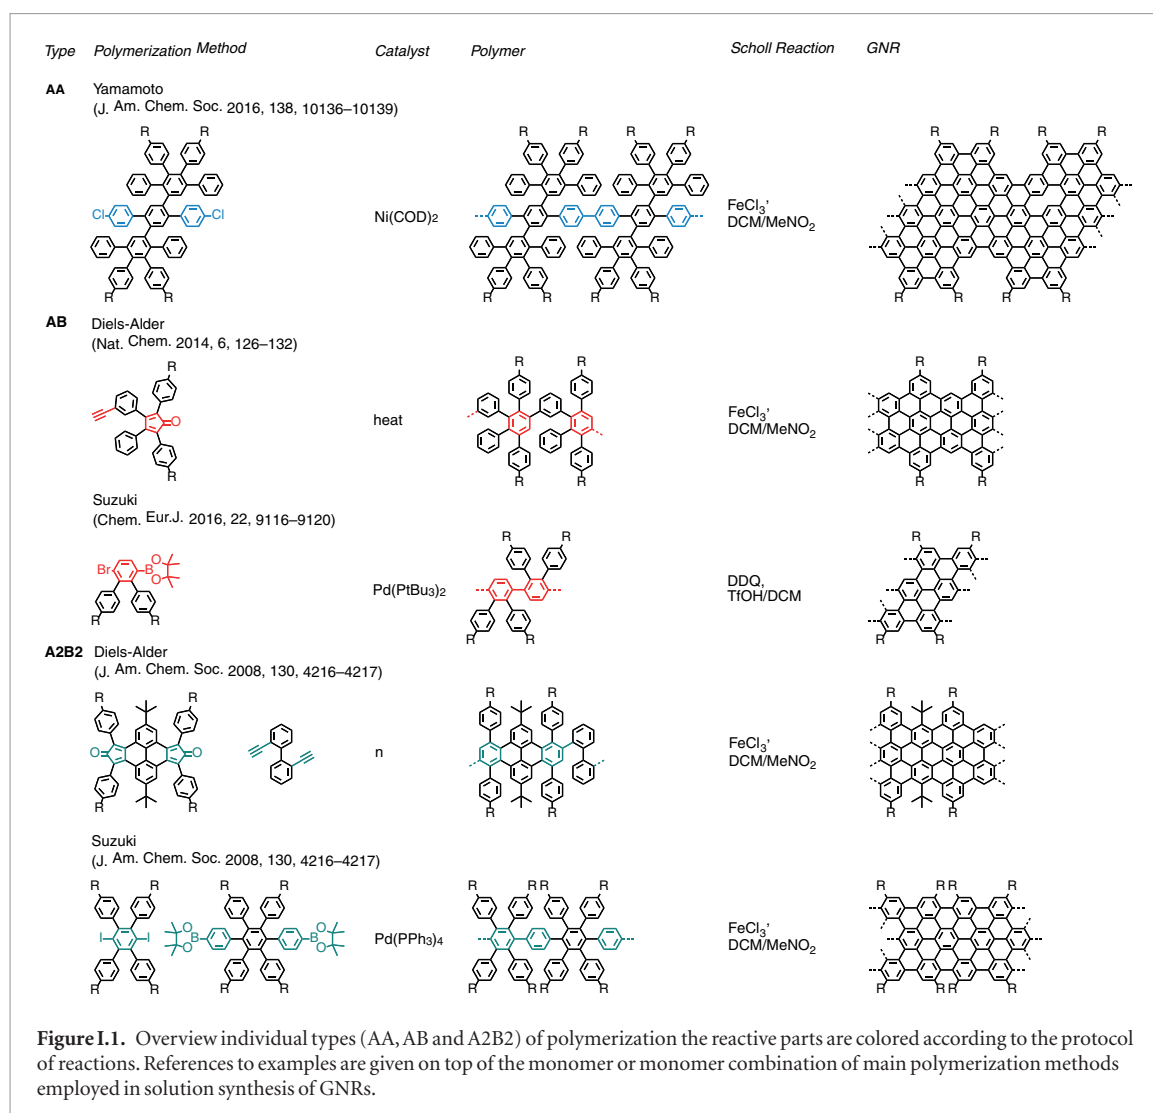 Type Polymerization Method Catalyst Polymer Scholl Reaction GNR
AA Yamamoto
(J. Am. Chem. Soc. 2016, 138, 10136–10139)
R R R R R R R R R R
Cl Cl Ni(COD)2 FeCl3,
DCM/MeNO2
R R R R R R R R R R
AB Diels-Alder
(Nat. Chem. 2014, 6, 126–132)
R R R R R
O heat FeCl3,
DCM/MeNO2
R R R R R
Suzuki
(Chem. Eur.J. 2016, 22, 9116–9120)
R R R
Br B O O Pd(PtBu3)2 DDQ,
TfOH/DCM
R R R R R R
A2B2 Diels-Alder
(J. Am. Chem. Soc. 2008, 130, 4216–4217)
R R R R R R
O O n FeCl3,
DCM/MeNO2
R R R R R R
Suzuki
(J. Am. Chem. Soc. 2008, 130, 4216–4217)
R R R R R R R R R R R R
I I O B O O B O Pd(PPh3)4 FeCl3,
DCM/MeNO2
R R R R R R R R R R R R
Figure I.1. Overview individual types (AA, AB and A2B2) of polymerization the reactive parts are colored according to the protocol
of reactions. References to examples are given on top of the monomer or monomer combination of main polymerization methods
employed in solution synthesis of GNRs.